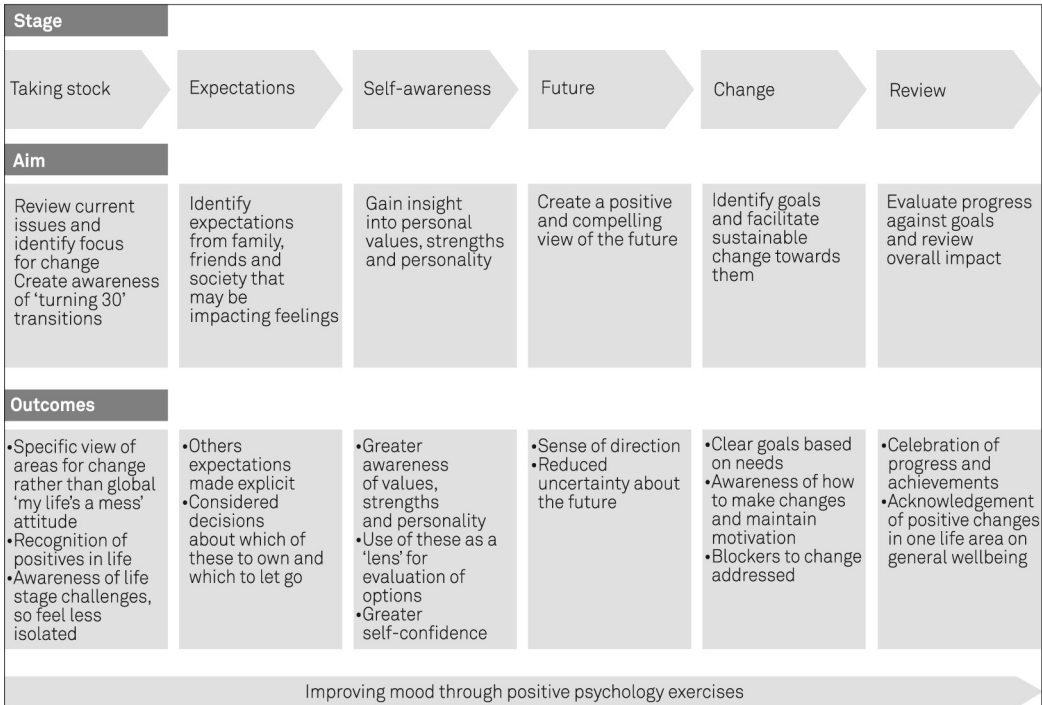 Stage
Taking stock
Expectations
Self-awareness
Future
Change
Review
Aim
Review current
issues and
identify focus
for change
Create awareness
of ‘turning 30’
transitions
Identify
expectations
from family,
friends and
society that
may be
impacting feelings
Gain insight
into personal
values, strengths
and personality
Create a positive
and compelling
view of the future
Identify goals
and facilitate
sustainable
change towards
them
Evaluate progress
against goals
and review
overall impact
Outcomes
•Specific view of
areas for change
rather than global
‘my life’s a mess’
attitude
•Recognition of
positives in life
•Awareness of life
stage challenges,
so feel less
isolated
•Others
expectations
made explicit
•Considered
decisions
about which of
these to own and
which to let go
•Greater
awareness
of values,
strengths
and personality
•Use of these as a
‘lens’ for
evaluation of
options
•Greater
self-confidence
•Sense of direction
•Reduced
uncertainty about
the future
•Clear goals based
on needs
•Awareness of how
to make changes
and maintain
motivation
•Blockers to change
addressed
•Celebration of
progress and
achievements
•Acknowledgement
of positive changes
in one life area on
general wellbeing
Improving mood through positive psychology exercises